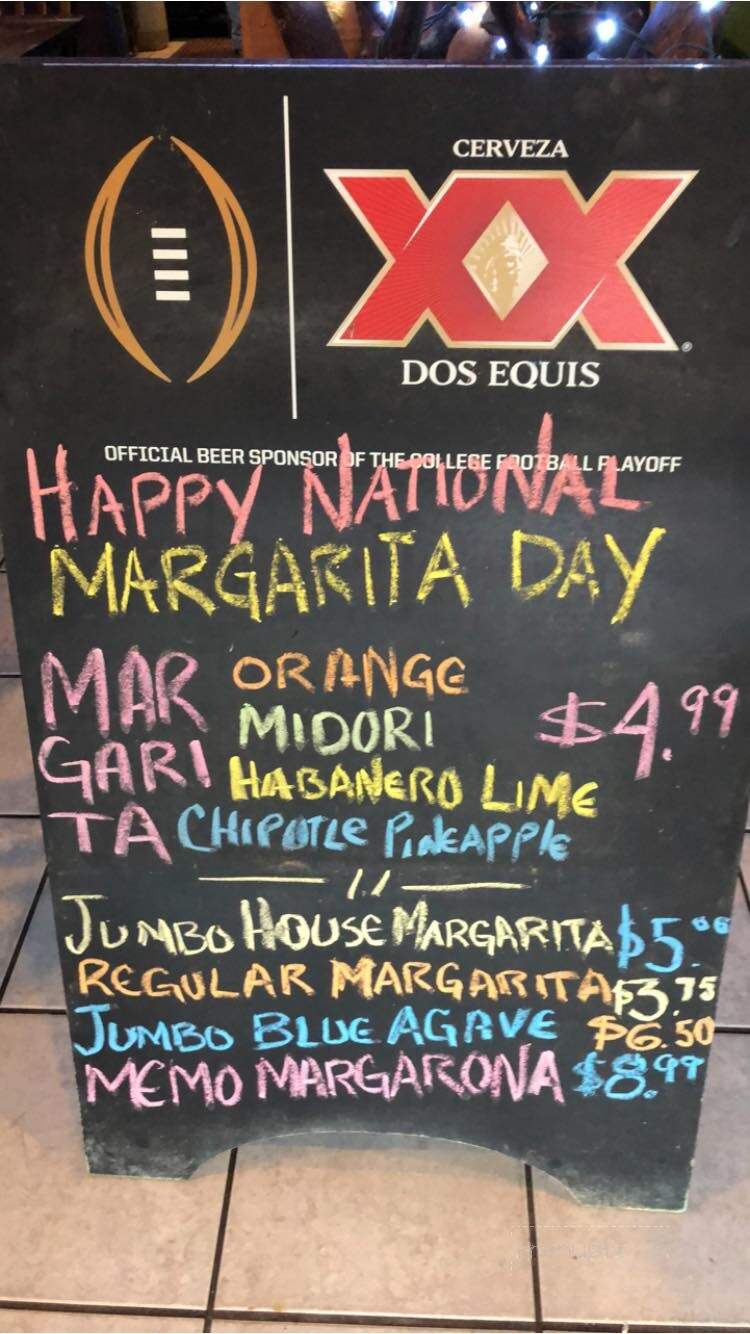 CERVEZA
XX
DOS EQUIS
OFFICIAL BEER SPONSOR OF THE COLLEGE FOOTBALL PLAYOFF
HAPPY NATIONAL
MARGARITA DAY
MAR
GARI
TA
ORANGE
MIDORI
HABANERO LIME
CHIPOTLE PINEAPPLE
$4.99
JUMBO HOUSE MARGARITA $5.00
REGULAR MARGARITA $3.75
JUMBO BLUE AGAVE $6.50
MEMO MARGARONA $8.99